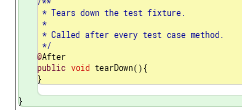 /**
* Tears down the test fixture.
*
* Called after every test case method.
*/
@After
public void tearDown(){
}
}